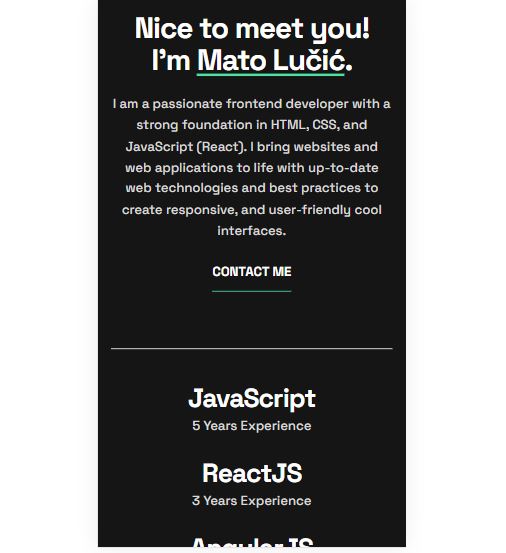 Nice to meet you!
I'm Mato Lučić.
I am a passionate frontend developer with a
strong foundation in HTML, CSS, and
JavaScript (React). I bring websites and
web applications to life with up-to-date
web technologies and best practices to
create responsive, and user-friendly cool
interfaces.
CONTACT ME
JavaScript
5 Years Experience
ReactJS
3 Years Experience
AngularJS